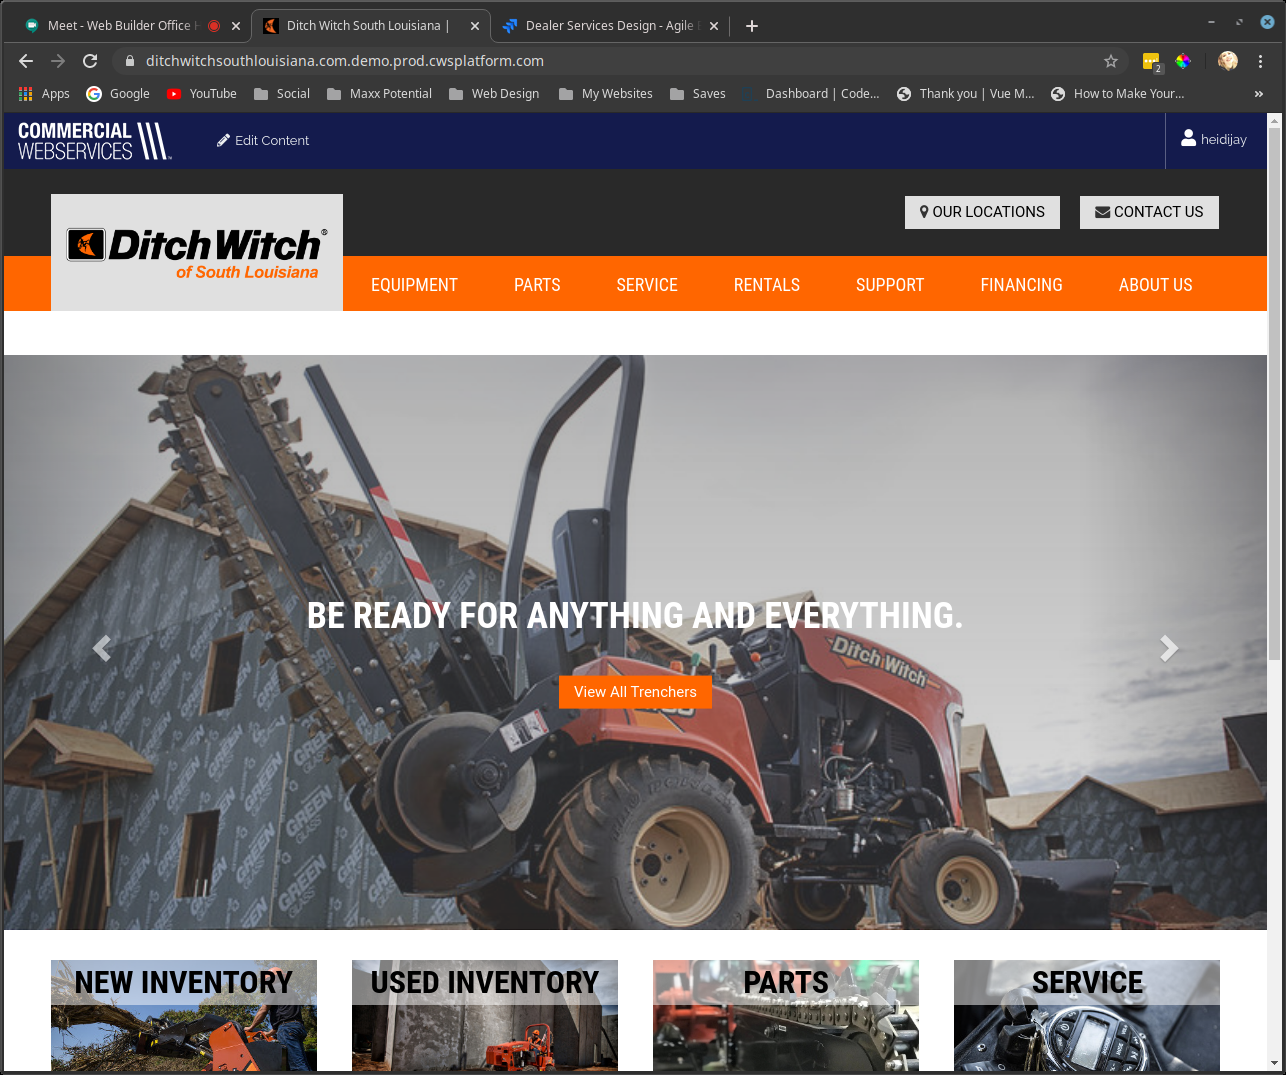 Meet - Web Builder Office
Ditch Witch South Louisiana |
Dealer Services Design - Agile
ditchwitchsouthlouisiana.com.demo.prod.cwsplatform.com
2
Apps
Google
YouTube
Social
Maxx Potential
Web Design
My Websites
Saves
Dashboard | Code...
Thank you | Vue M...
How to Make Your...
»
COMMERCIAL
WEBSERVICES
Edit Content
heidijay
OUR LOCATIONS
CONTACT US
Ditch Witch®
of South Louisiana
EQUIPMENT
PARTS
SERVICE
RENTALS
SUPPORT
FINANCING
ABOUT US
BE READY FOR ANYTHING AND EVERYTHING.
Ditch Witch
View All Trenchers
GREEN
GLASS
NEW INVENTORY
USED INVENTORY
PARTS
SERVICE